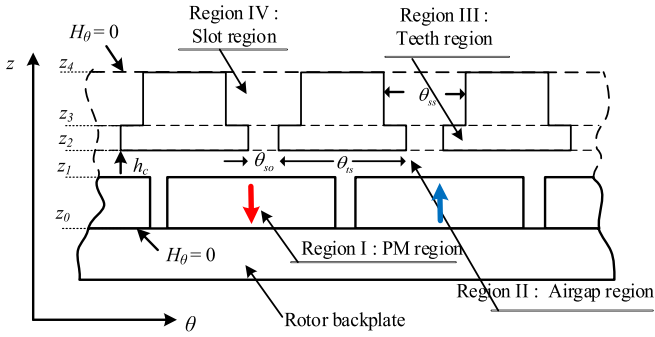 Region IV :
Slot region
Region III :
Teeth region
Hθ = 0
z
z4
z3
z2
z1
z0
θss
hc
θso
θts
Hθ = 0
Region I : PM region
Region II : Airgap region
Rotor backplate
θ